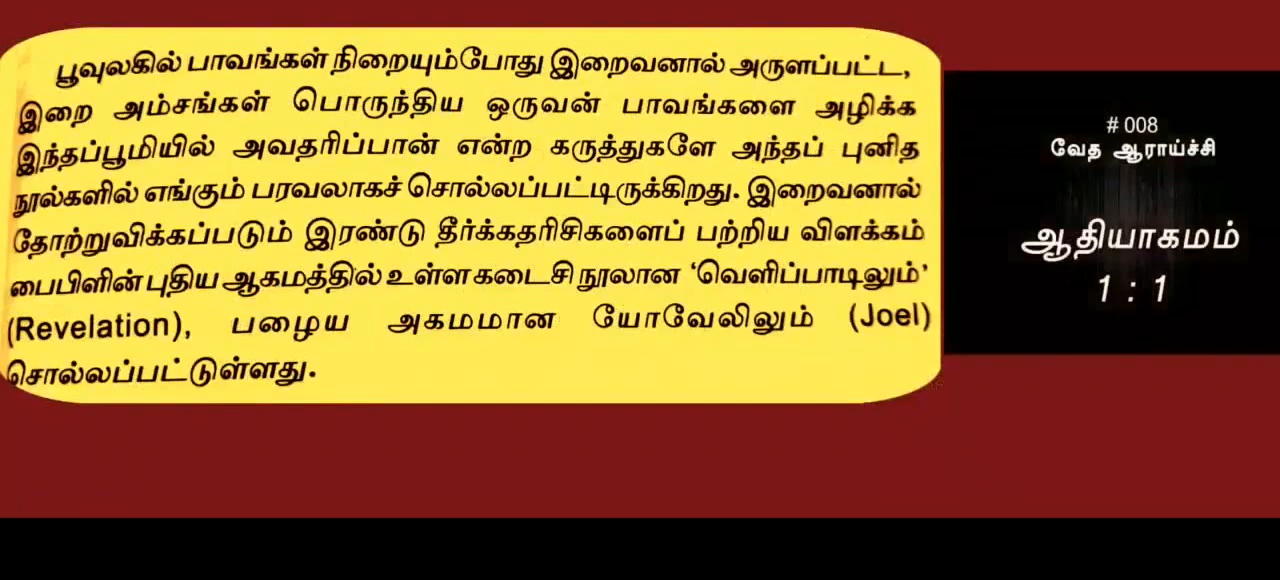 பூவுலகில் பாவங்கள் நிறையும்போது இறைவனால் அருளப்பட்ட,
இறை அம்சங்கள் பொருந்திய ஒருவன் பாவங்களை அழிக்க
இந்தப்பூமியில் அவதரிப்பான் என்ற கருத்துகளே அந்தப் புனித
நூல்களில் எங்கும் பரவலாகச் சொல்லப்பட்டிருக்கிறது. இறைவனால்
தோற்றுவிக்கப்படும் இரண்டு தீர்க்கதரிசிகளைப் பற்றிய விளக்கம்
பைபிளின் புதிய ஆகமத்தில் உள்ள கடைசி நூலான ‘வெளிப்பாடிலும்’
(Revelation), பழைய அகமமான யோவேலிலும் (Joel)
சொல்லப்பட்டுள்ளது.
# 008
வேத ஆராய்ச்சி
ஆதியாகமம்
1 : 1